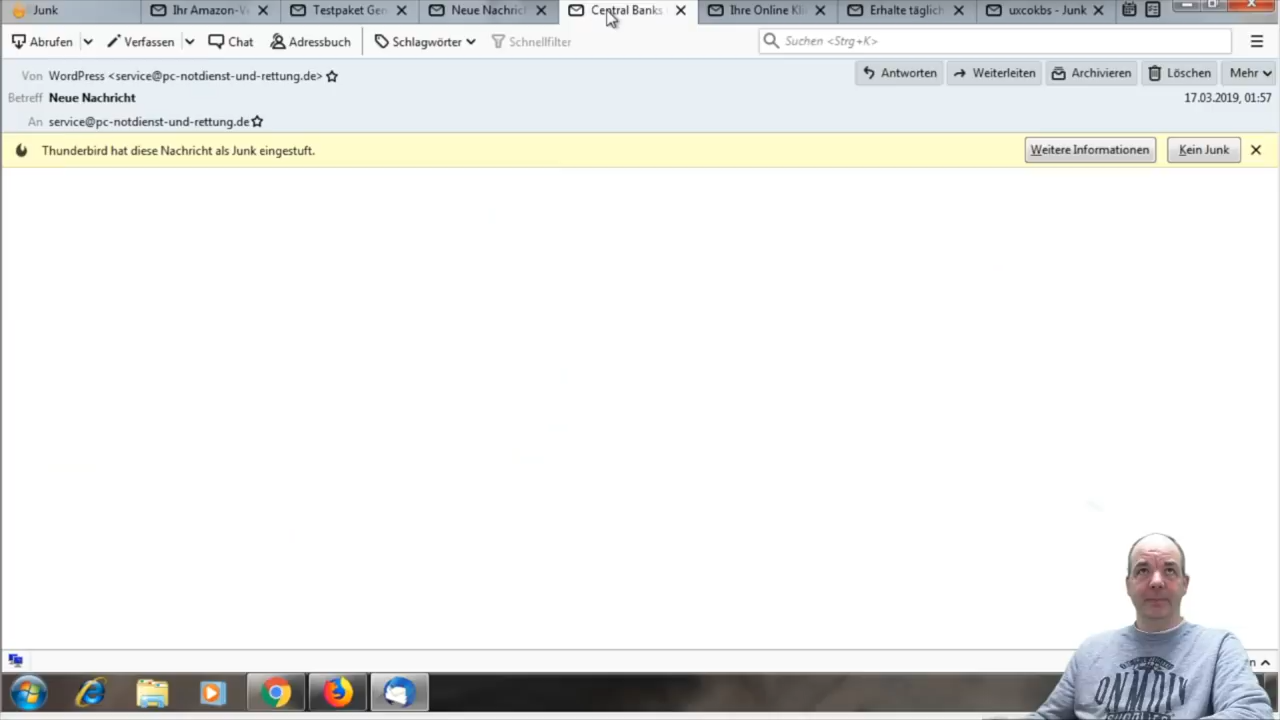 Junk
Ihr Amazon-V
Testpaket Gen
Neue Nachrich
Central Banks
Ihre Online Kli
Erhalte täglich
uxcokbs - Junk
Abrufen
Verfassen
Chat
Adressbuch
Schlagwörter
Schnellfilter
Suchen <Strg+K>
Von WordPress <service@pc-notdienst-und-rettung.de>
Antworten
Weiterleiten
Archivieren
Löschen
Mehr
Betreff Neue Nachricht
17.03.2019, 01:57
An service@pc-notdienst-und-rettung.de
Thunderbird hat diese Nachricht als Junk eingestuft.
Weitere Informationen
Kein Junk